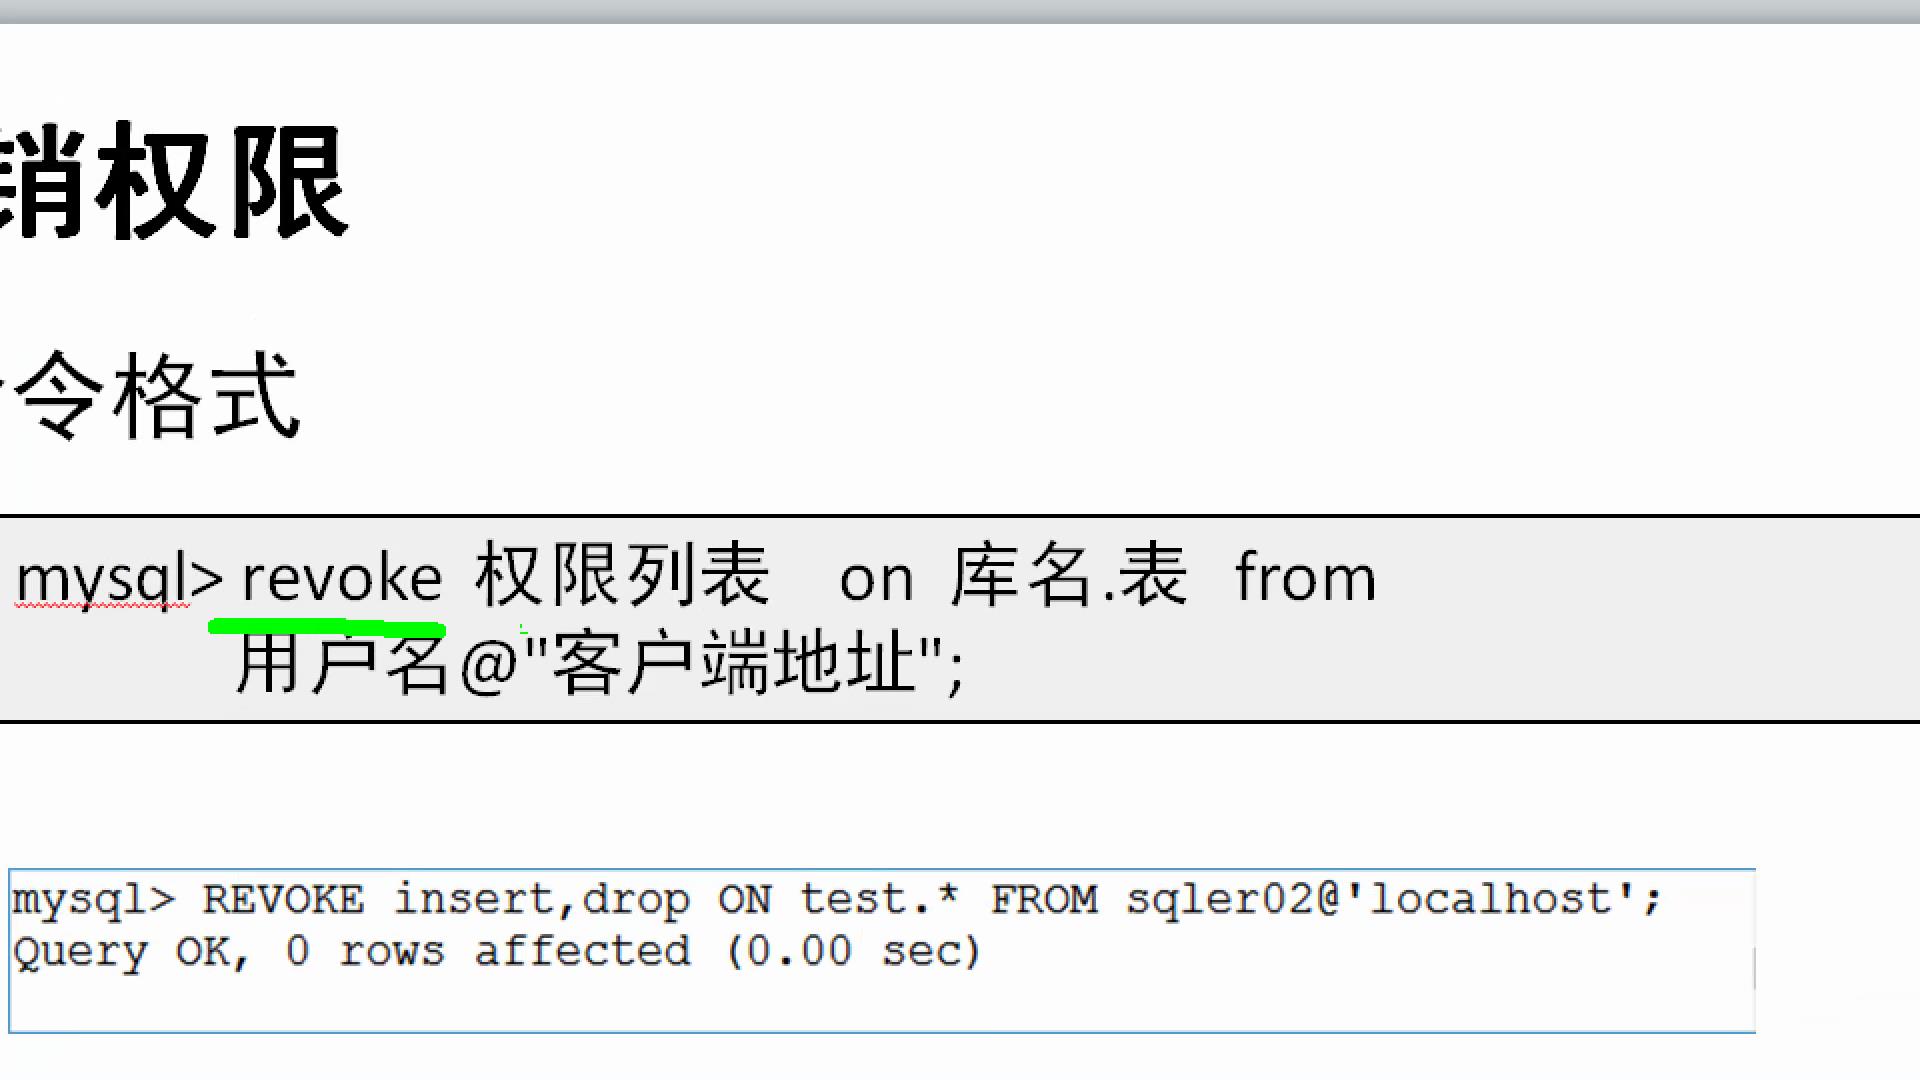 销权限
令格式
mysql> revoke 权限列表 on 库名.表 from
用户名@"客户端地址";
mysql> REVOKE insert,drop ON test.* FROM sqler02@'localhost';
Query OK, 0 rows affected (0.00 sec)